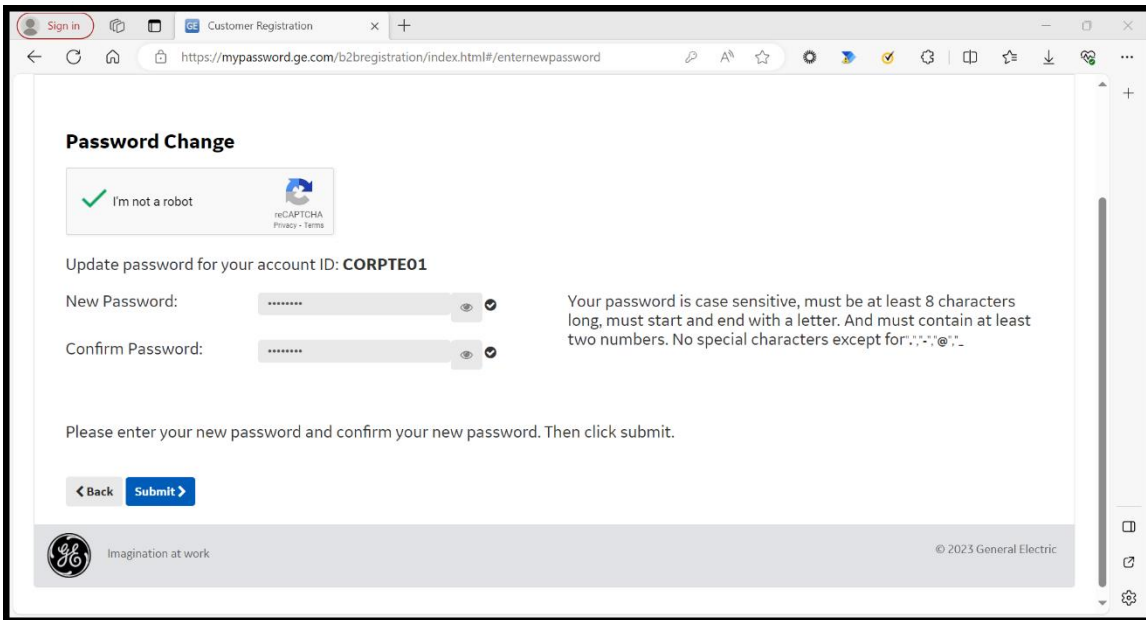 Sign in
GE Customer Registration
https://mypassword.ge.com/b2bregistration/index.html#/enternewpassword
Password Change
I'm not a robot
reCAPTCHA
Privacy - Terms
Update password for your account ID: CORPTE01
New Password: ••••••••
Your password is case sensitive, must be at least 8 characters
long, must start and end with a letter. And must contain at least
two numbers. No special characters except for".","-","@","_
Confirm Password: ••••••••
Please enter your new password and confirm your new password. Then click submit.
Back Submit
Imagination at work
© 2023 General Electric